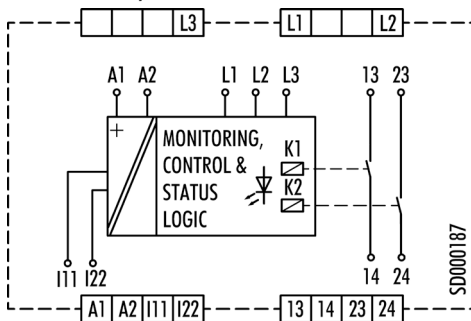 L3 L1 L2
A1 A2 L1 L2 L3 13 23
+
MONITORING,
CONTROL &
STATUS
LOGIC
K1
K2
I11 I22 14 24
A1 A2 I11 I22 13 14 23 24
SD000187